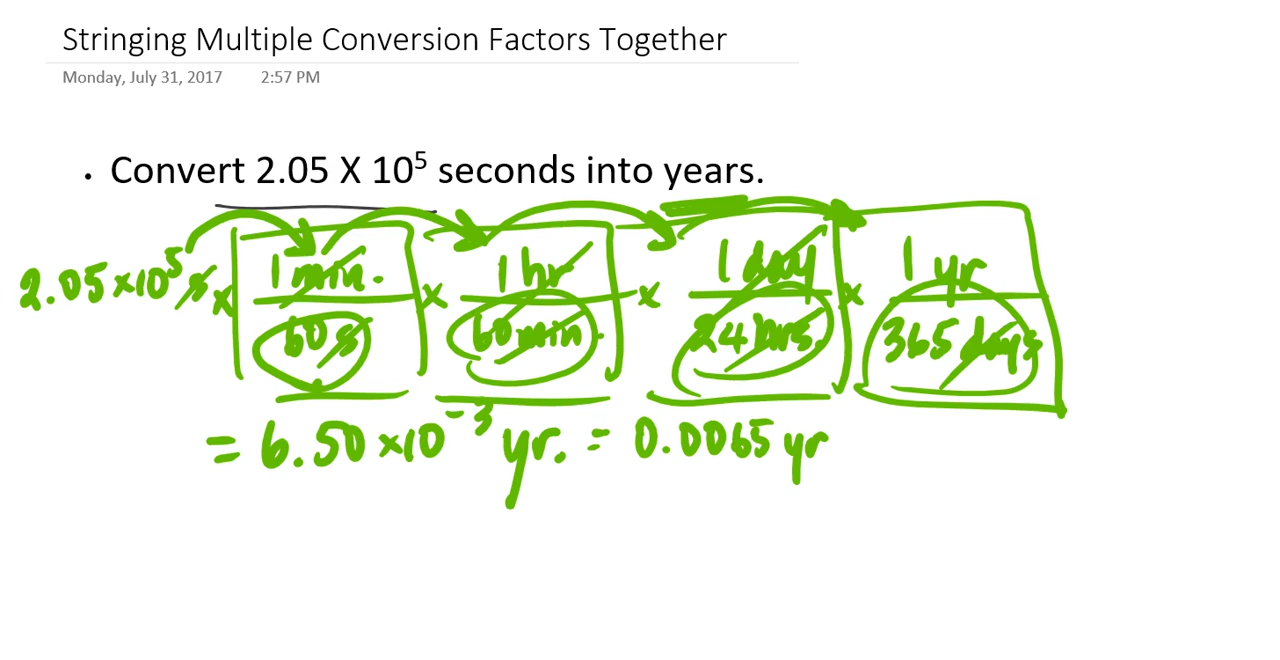 Stringing Multiple Conversion Factors Together
Monday, July 31, 2017 2:57 PM
• Convert 2.05 X 10⁵ seconds into years.
2.05 ×10⁵ s × 1 min. × 1 hr × 1 day × 1 yr
60 s 60 min. 24 hrs. 365 days
= 6.50 ×10⁻³ yr. = 0.0065 yr